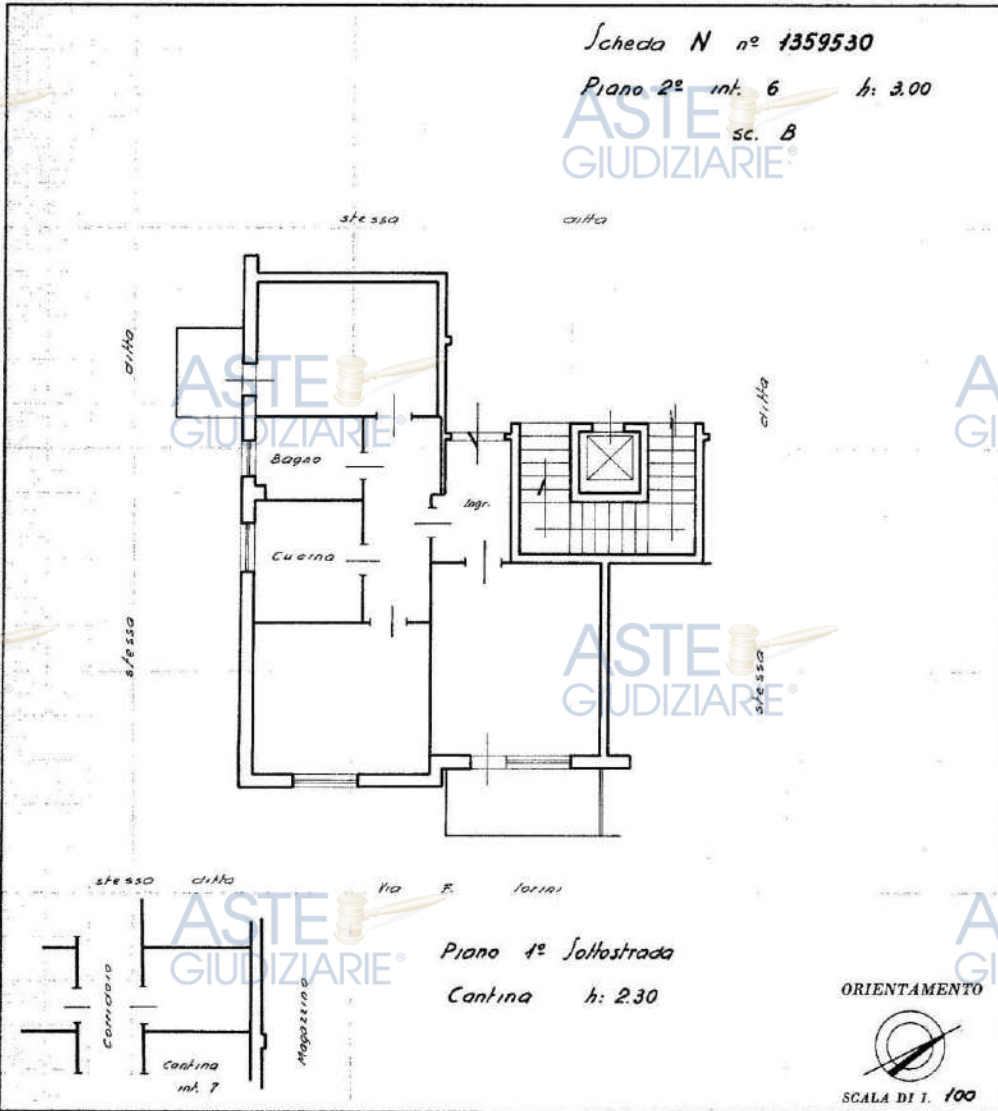 Scheda N nº 1359530
Piano 2º int. 6 h: 3.00
sc. B
ASTE
GIUDIZIARIE®
stessa ditta
ditta
ditta
ASTE
GIUDIZIARIE®
Bagno
Ingr.
Cucina
stessa
stessa
ASTE
GIUDIZIARIE®
stesso ditta
Via F.
ASTE
GIUDIZIARIE®
Piano 1º Sottostrada
Cantina h: 2.30
Corridoio
Magazzino
Cantina
int.
ORIENTAMENTO
SCALA DI 1. 100